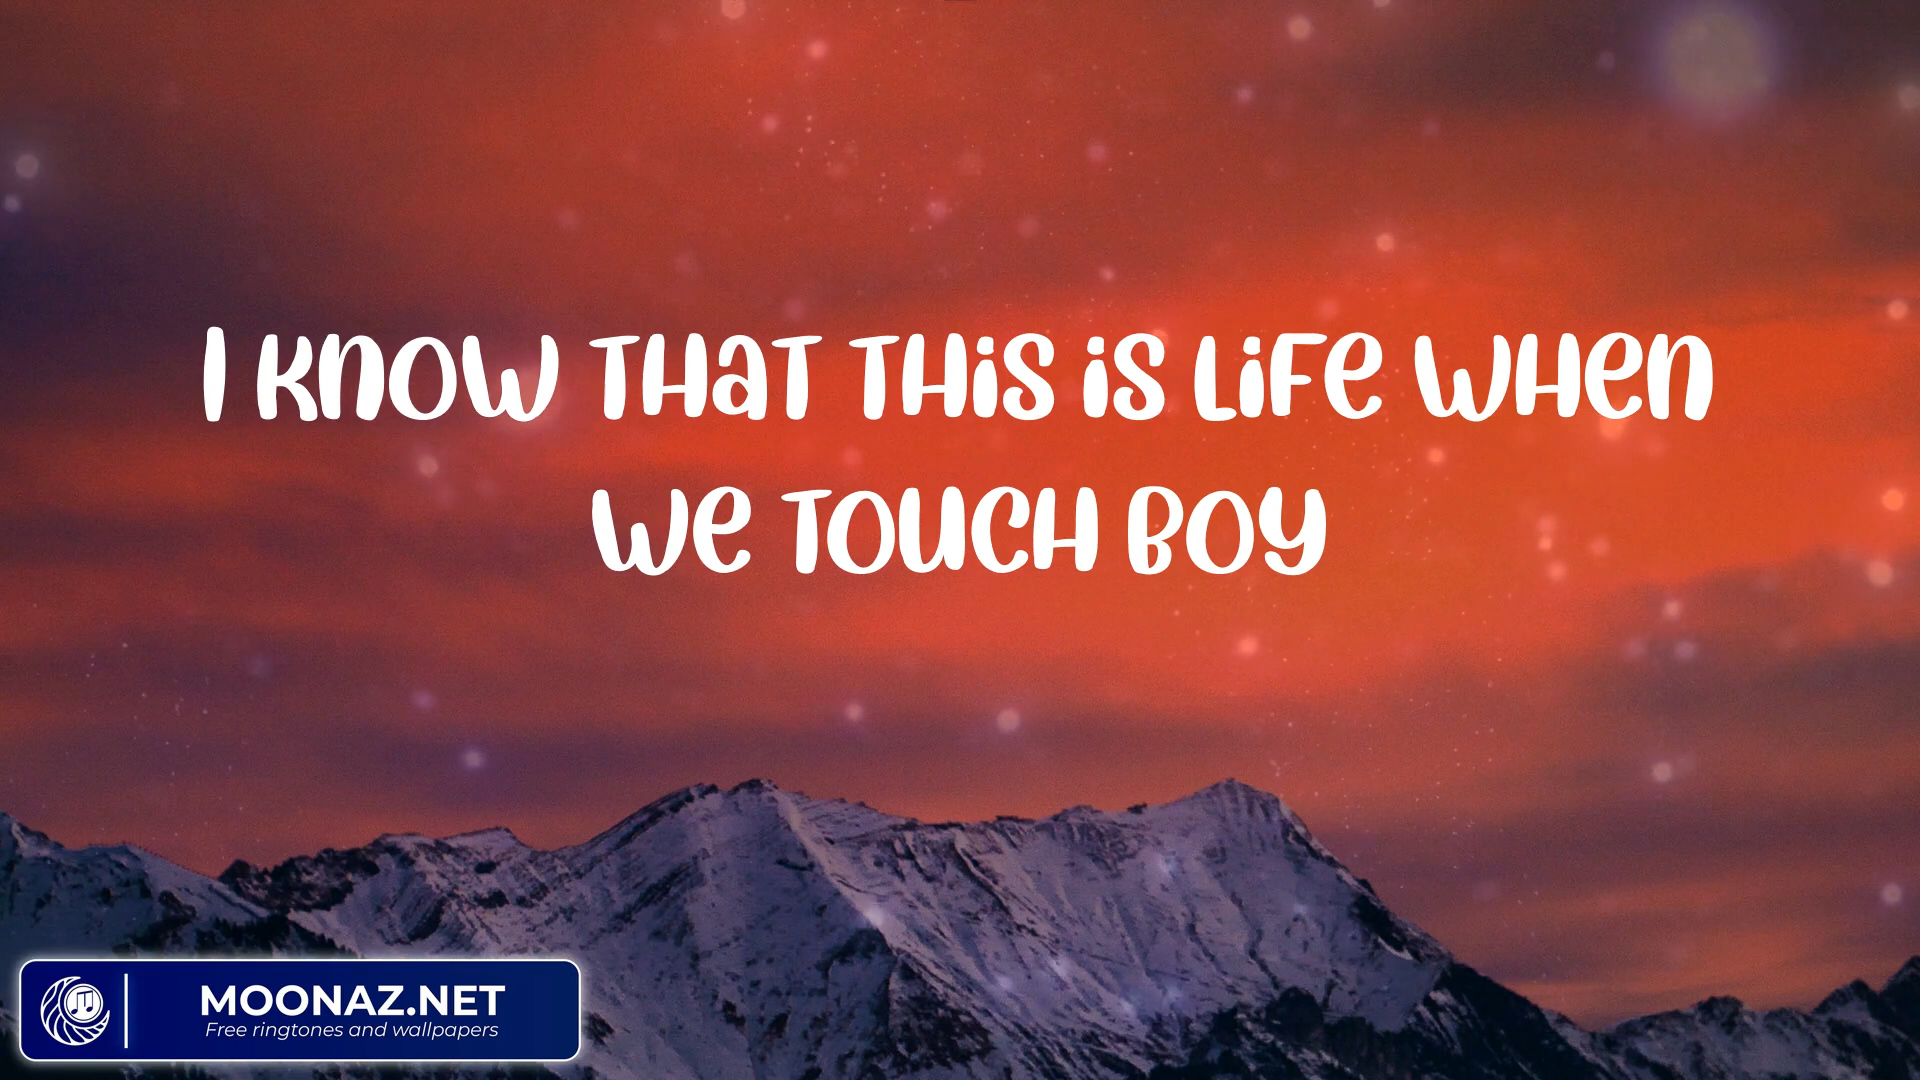 I KNOW THAT THIS IS LIFE WHEN
WE TOUCH BOY
MOONAZ.NET
Free ringtones and wallpapers